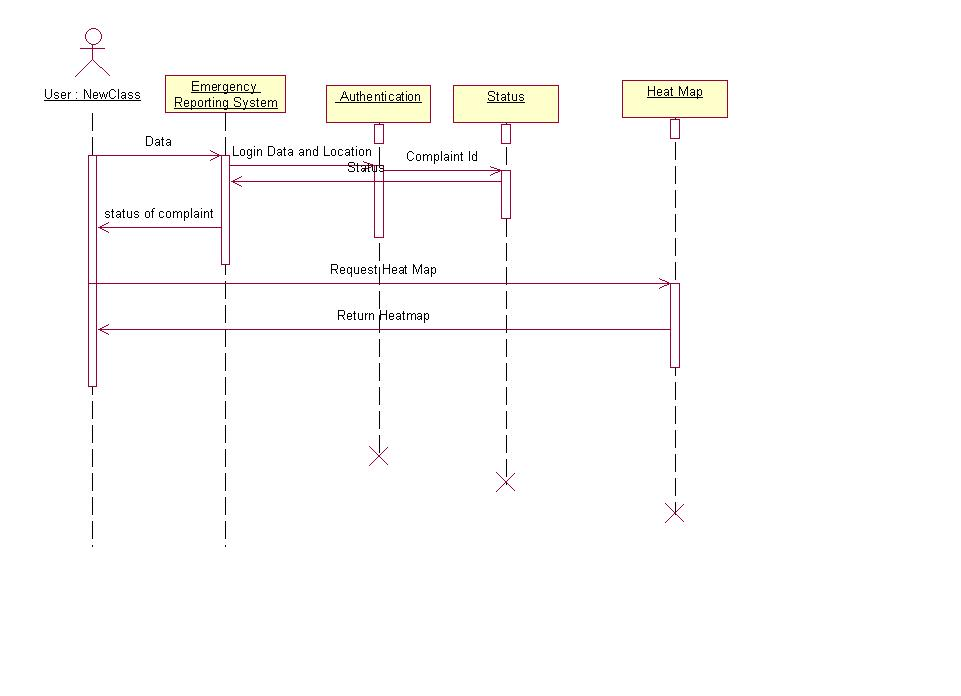 User : NewClass
Emergency
Reporting System
Authentication
Status
Heat Map
Data
Login Data and Location
Complaint Id
Status
status of complaint
Request Heat Map
Return Heatmap